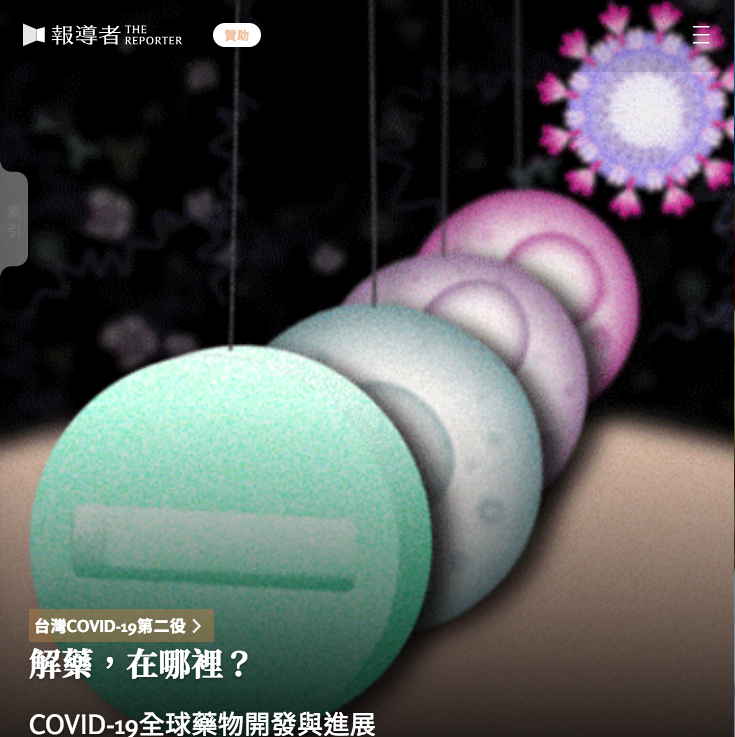 報導者 THE REPORTER
贊助
索引
台灣COVID-19第二役
解藥，在哪裡？
COVID-19全球藥物開發與進展